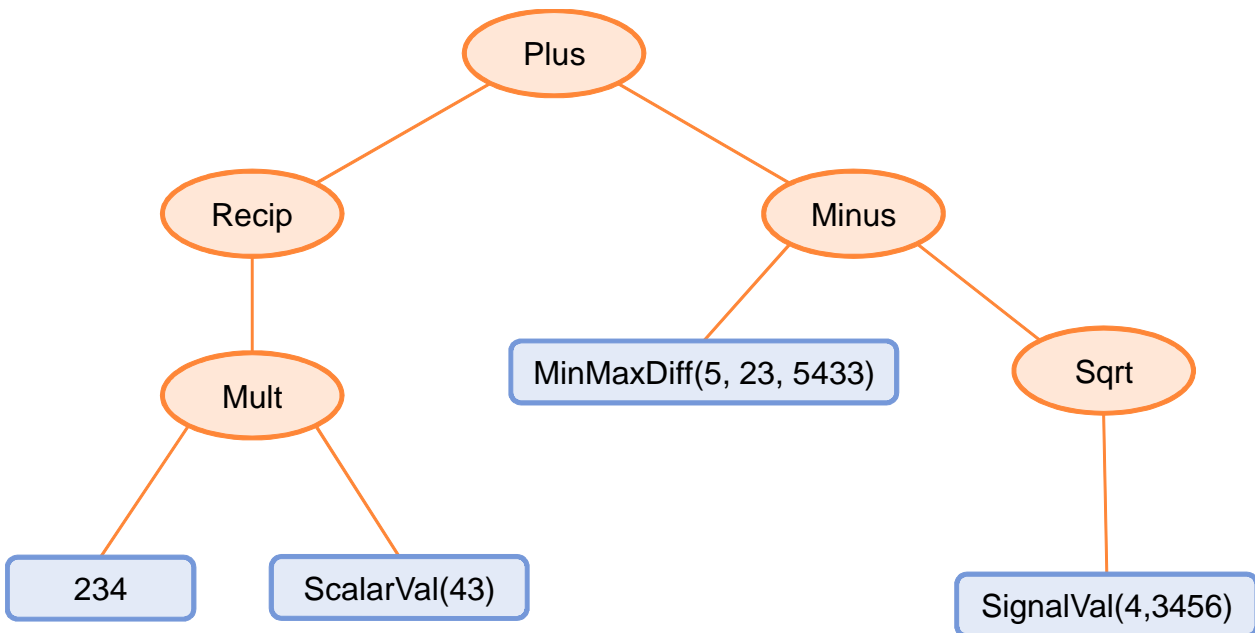 Plus
Recip
Minus
MinMaxDiff(5, 23, 5433)
Sqrt
Mult
234
ScalarVal(43)
SignalVal(4,3456)